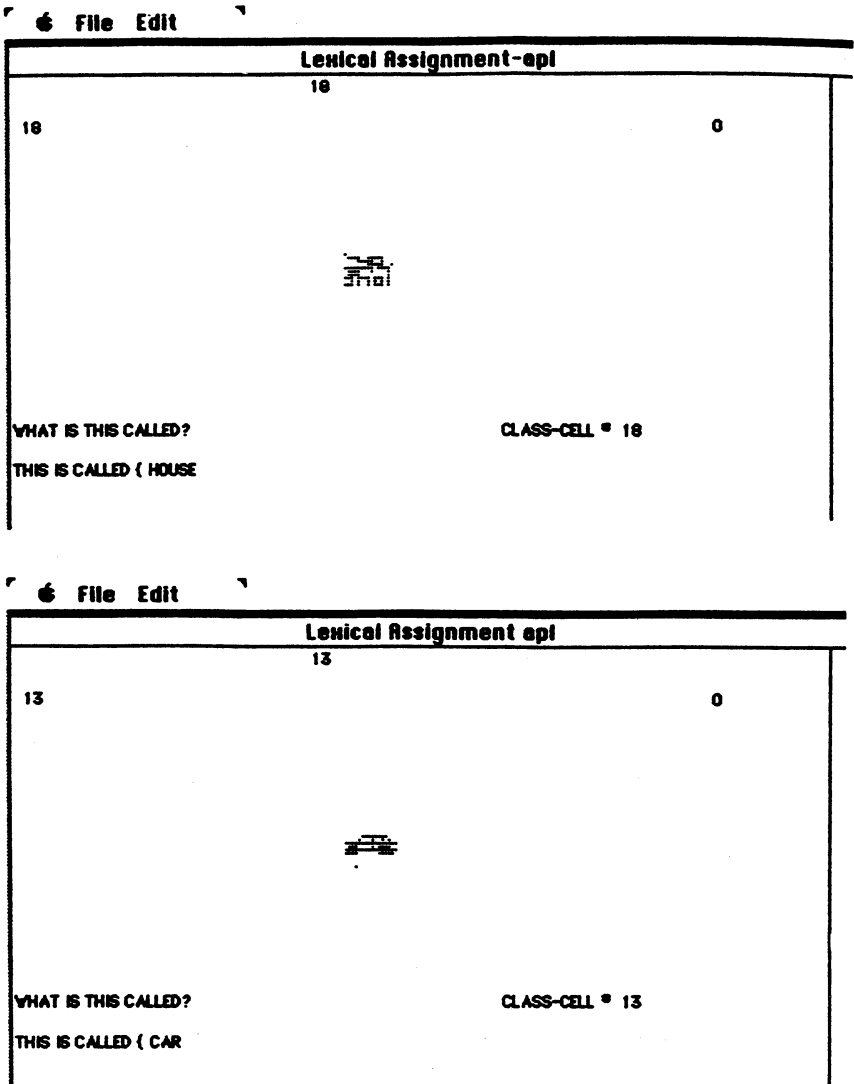 File Edit
Lexical Assignment-apl
18
18 0
WHAT IS THIS CALLED? CLASS-CELL # 18
THIS IS CALLED { HOUSE
File Edit
Lexical Assignment apl
13
13 0
WHAT IS THIS CALLED? CLASS-CELL # 13
THIS IS CALLED { CAR